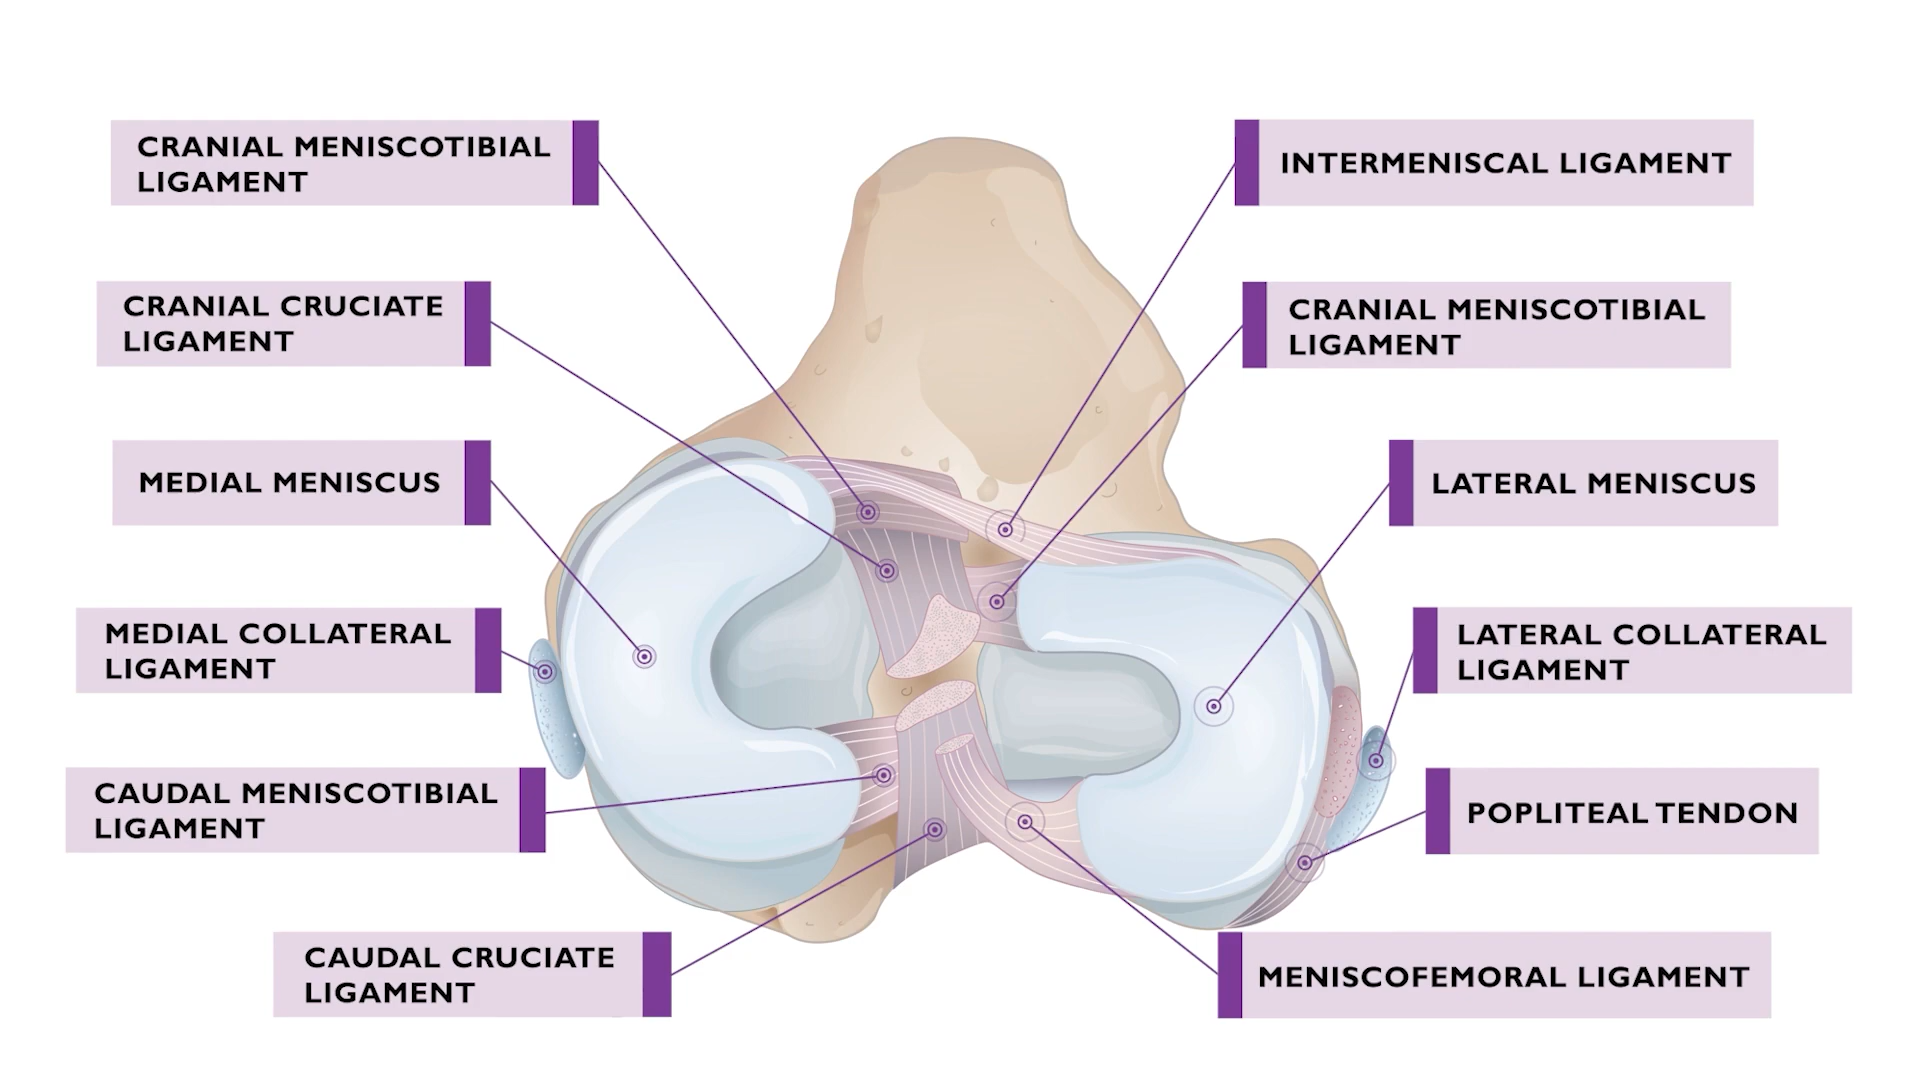 CRANIAL MENISCOTIBIAL
LIGAMENT
CRANIAL CRUCIATE
LIGAMENT
MEDIAL MENISCUS
MEDIAL COLLATERAL
LIGAMENT
CAUDAL MENISCOTIBIAL
LIGAMENT
CAUDAL CRUCIATE
LIGAMENT
INTERMENISCAL LIGAMENT
CRANIAL MENISCOTIBIAL
LIGAMENT
LATERAL MENISCUS
LATERAL COLLATERAL
LIGAMENT
POPLITEAL TENDON
MENISCOFEMORAL LIGAMENT